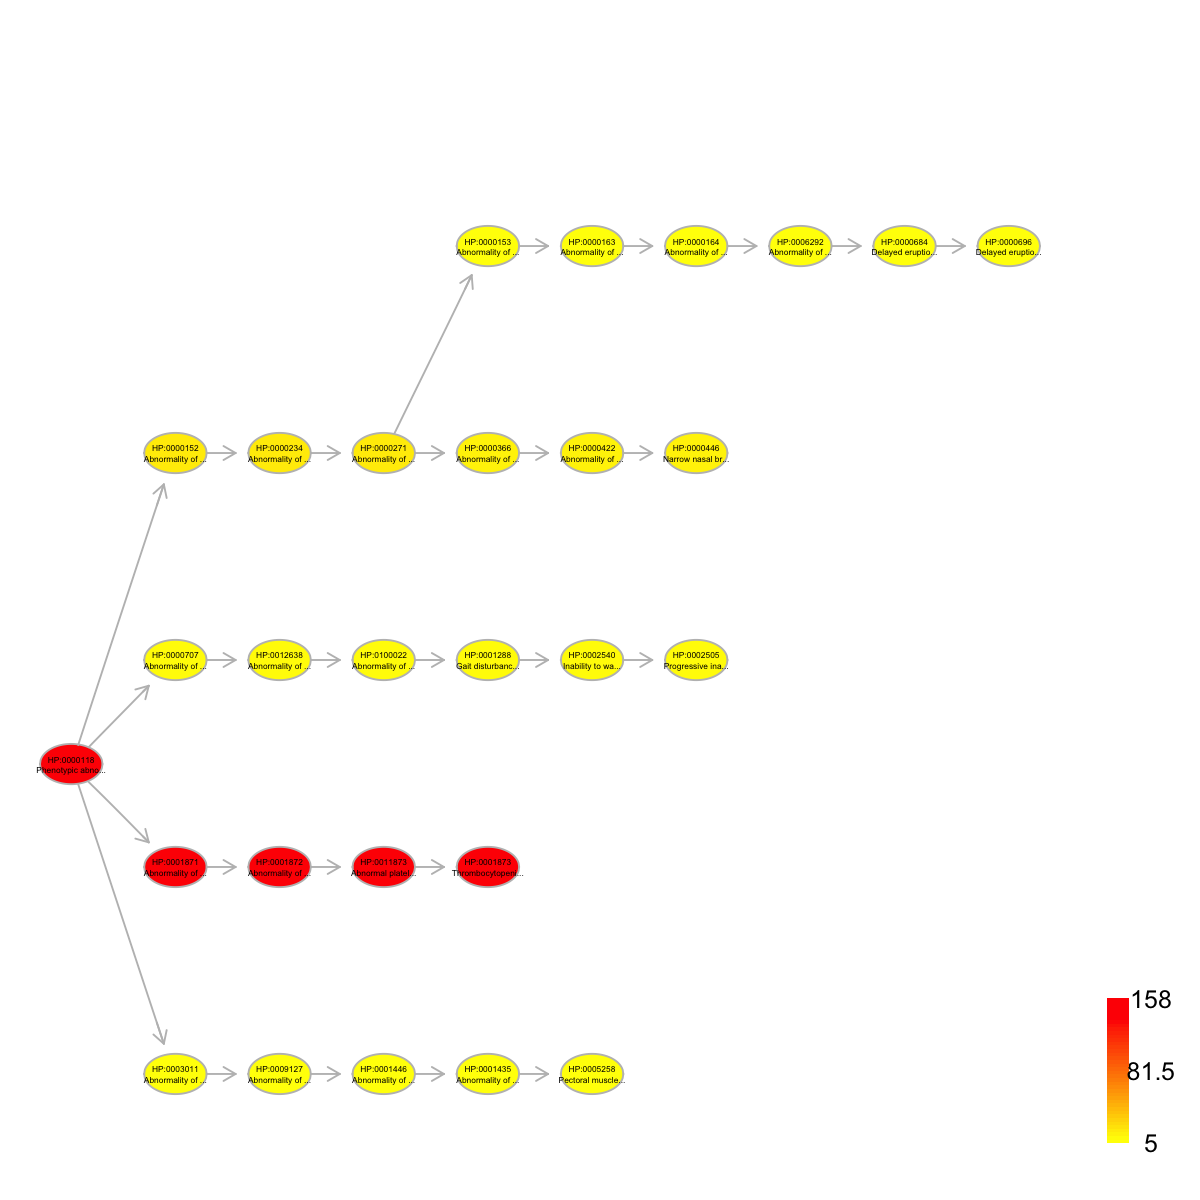 HP:0000153
Abnormality of ...
HP:0000163
Abnormality of ...
HP:0000164
Abnormality of ...
HP:0006292
Abnormality of ...
HP:0000684
Delayed eruptio...
HP:0000696
Delayed eruptio...
HP:0000152
Abnormality of ...
HP:0000234
Abnormality of ...
HP:0000271
Abnormality of ...
HP:0000366
Abnormality of ...
HP:0000422
Abnormality of ...
HP:0000446
Narrow nasal br...
HP:0000707
Abnormality of ...
HP:0012638
Abnormality of ...
HP:0100022
Abnormality of ...
HP:0001288
Gait disturbanc...
HP:0002540
Inability to wa...
HP:0002505
Progressive ina...
HP:0000118
Phenotypic abno...
HP:0001871
Abnormality of ...
HP:0001872
Abnormality of ...
HP:0011873
Abnormal platel...
HP:0001873
Thrombocytopeni...
HP:0003011
Abnormality of ...
HP:0009127
Abnormality of ...
HP:0001446
Abnormality of ...
HP:0001435
Abnormality of ...
HP:0005258
Pectoral muscle...
158
81.5
5